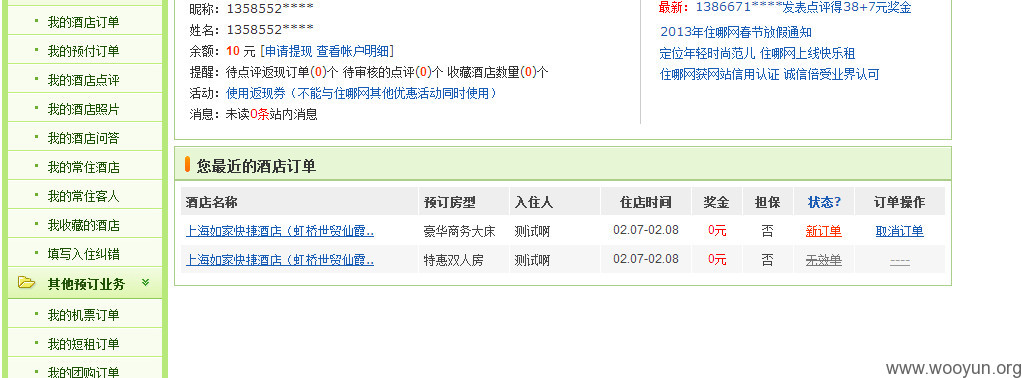 我的酒店订单
我的预付订单
我的酒店点评
我的酒店照片
我的酒店问答
我的常住酒店
我的常住客人
我收藏的酒店
填写入住纠错
其他预订业务
我的机票订单
我的短租订单
我的团购订单
昵称：1358552****
姓名：1358552****
余额：10 元 [申请提现 查看帐户明细]
提醒：待点评返现订单(0)个 待审核的点评(0)个 收藏酒店数量(0)个
活动：使用返现券（不能与住哪网其他优惠活动同时使用）
消息：未读0条站内消息
最新：1386671****发表点评得38+7元奖金
2013年住哪网春节放假通知
定位年轻时尚范儿 住哪网上线快乐租
住哪网获网站信用认证 诚信倍受业界认可
您最近的酒店订单
酒店名称 预订房型 入住人 住店时间 奖金 担保 状态? 订单操作
上海如家快捷酒店（虹桥世贸仙霞.. 豪华商务大床 测试啊 02.07-02.08 0元 否 新订单 取消订单
上海如家快捷酒店（虹桥世贸仙霞.. 特惠双人房 测试啊 02.07-02.08 0元 否 无效单 ----
www.wooyun.org